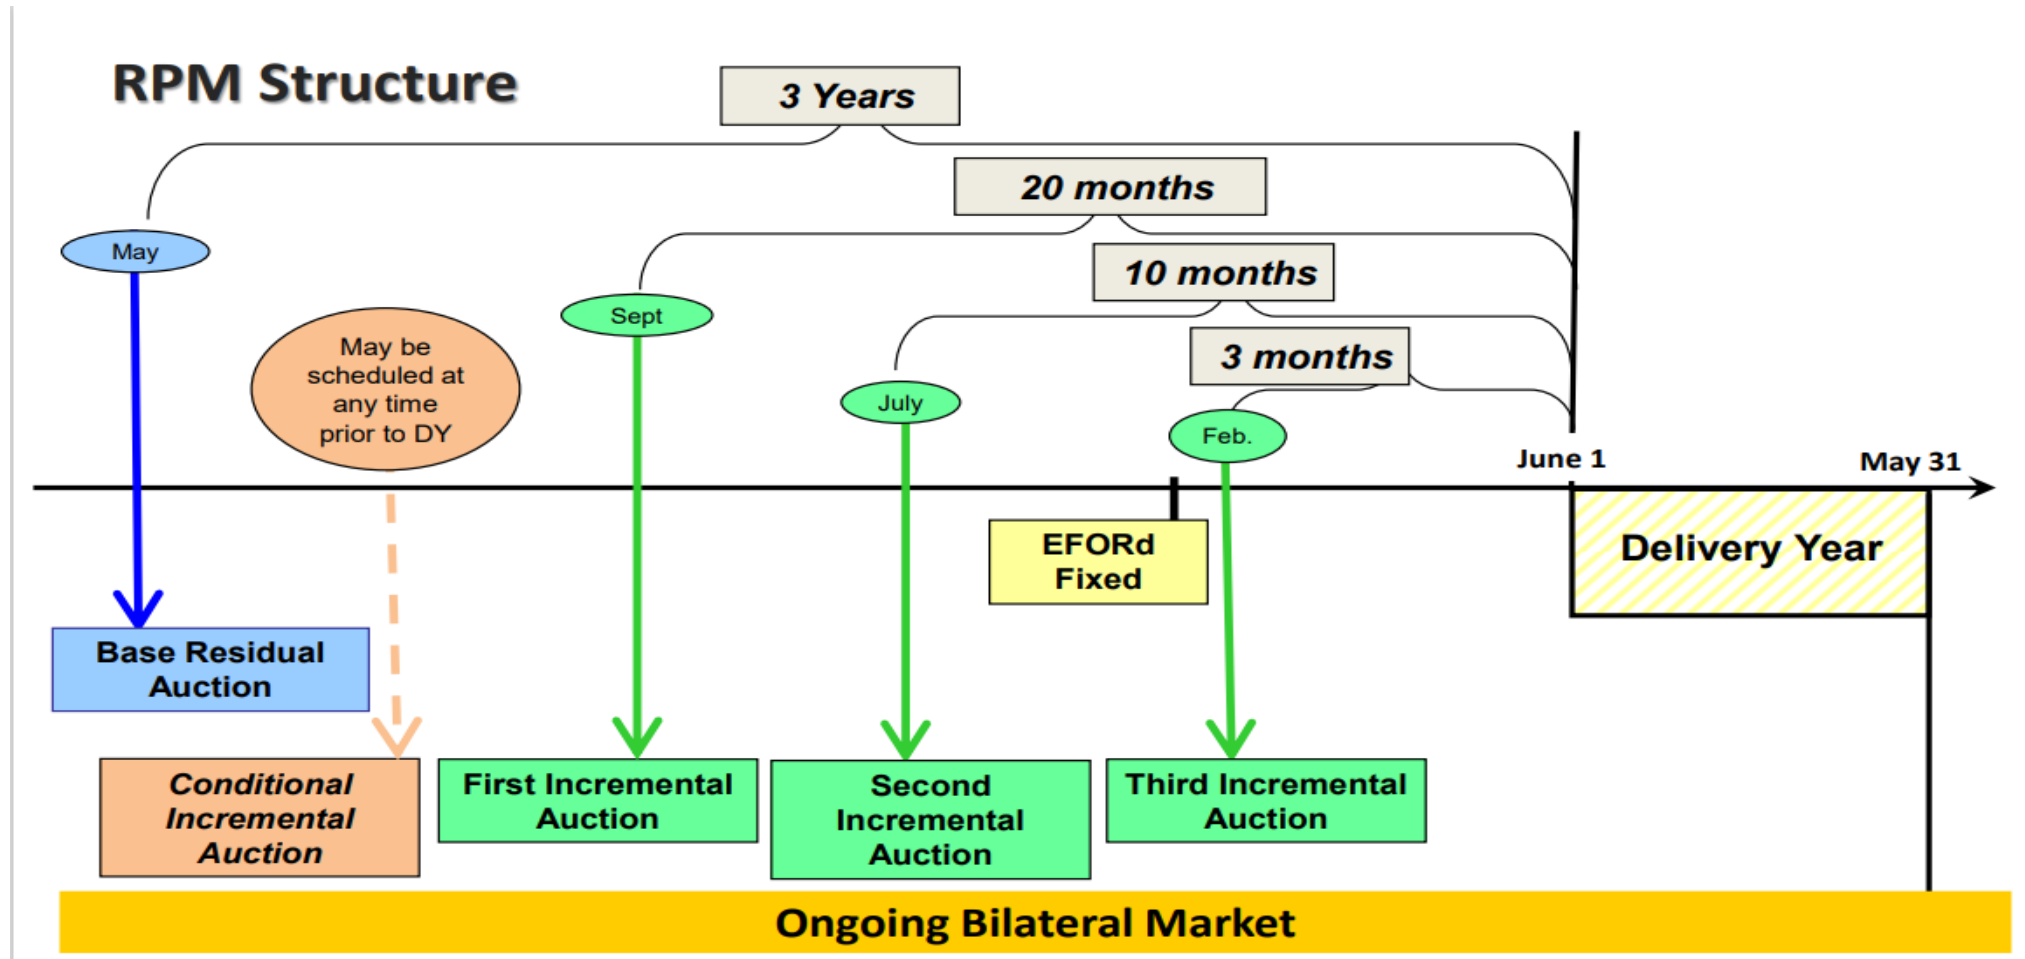 RPM Structure
3 Years
20 months
10 months
3 months
May
May be
scheduled at
any time
prior to DY
Sept
July
Feb.
June 1
May 31
EFORd
Fixed
Delivery Year
Base Residual
Auction
Conditional
Incremental
Auction
First Incremental
Auction
Second
Incremental
Auction
Third Incremental
Auction
Ongoing Bilateral Market